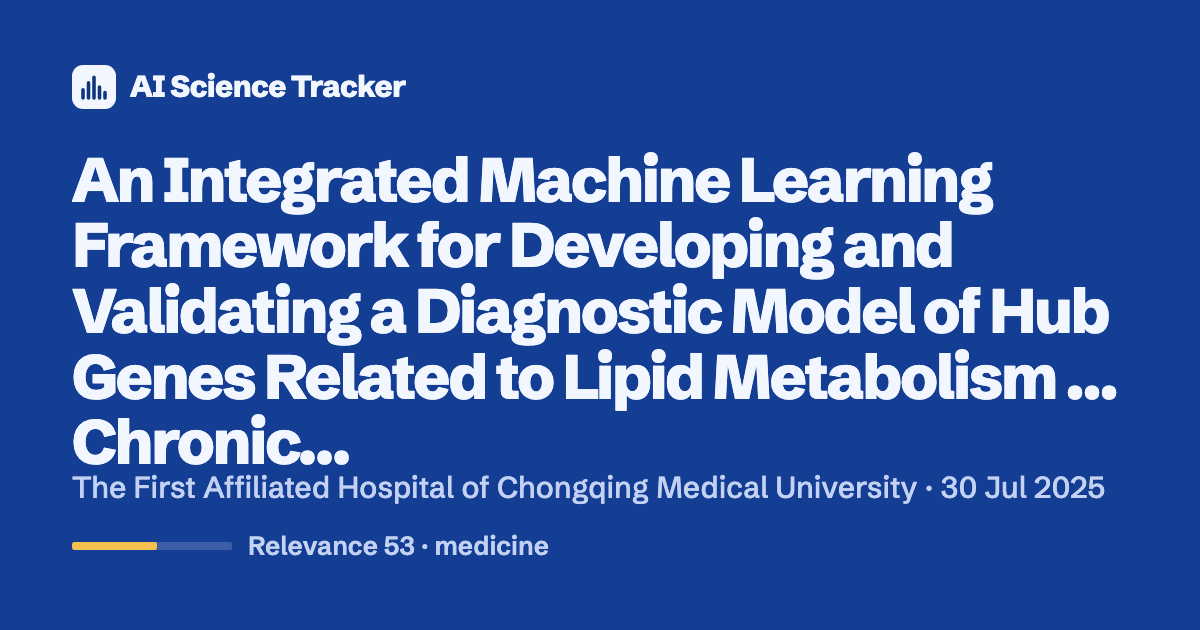 AI Science Tracker
An Integrated Machine Learning
Framework for Developing and
Validating a Diagnostic Model of Hub
Genes Related to Lipid Metabolism ...
Chronic...
The First Affiliated Hospital of Chongqing Medical University · 30 Jul 2025
Relevance 53 · medicine